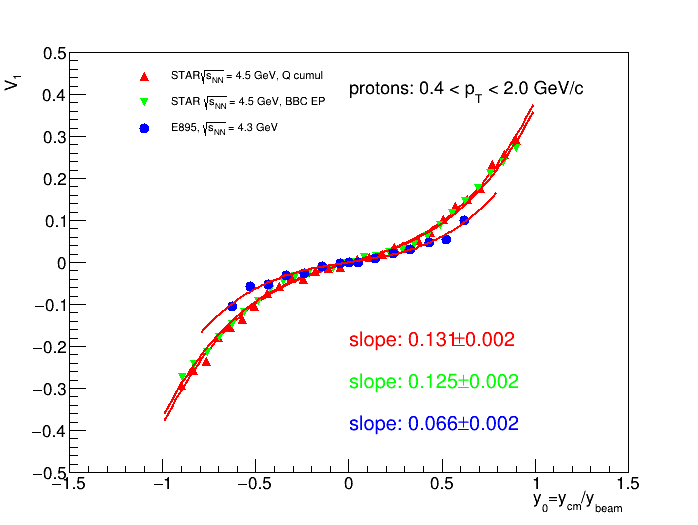 V1
0.5
0.4
0.3
0.2
0.1
0
−0.1
−0.2
−0.3
−0.4
−0.5
STAR√sNN = 4.5 GeV, Q cumul
STAR √sNN = 4.5 GeV, BBC EP
E895, √sNN = 4.3 GeV
protons: 0.4 < pT < 2.0 GeV/c
slope: 0.131±0.002
slope: 0.125±0.002
slope: 0.066±0.002
−1.5 −1 −0.5 0 0.5 1 1.5
y0=ycm/ybeam